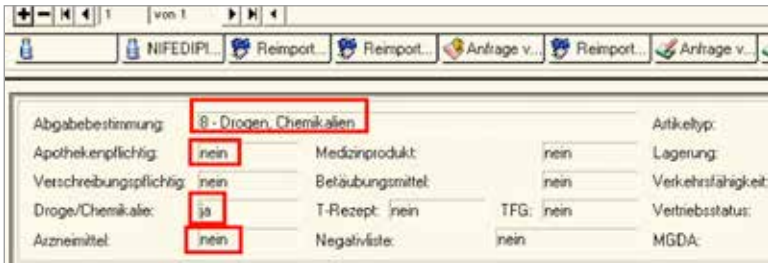 1 von 1
NIFEDIPI... Reimport... Reimport... Anfrage v... Reimport... Anfrage v...
Abgabebestimmung: 8 - Drogen, Chemikalien Artikeltyp:
Apothekenpflichtig: nein Medizinprodukt: nein Lagerung:
Verschreibungspflichtig: nein Betäubungsmittel: nein Verkehrsfähigkeit:
Droge/Chemikalie: ja T-Rezept: nein TFG: nein Vertriebsstatus:
Arzneimittel: nein Negativliste: nein MGDA: